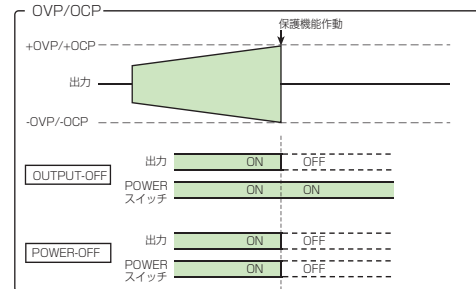 OVP/OCP
保護機能作動
+OVP/+OCP
出力
-OVP/-OCP
OUTPUT-OFF
出力 ON OFF
POWER
スイッチ ON ON
POWER-OFF
出力 ON OFF
POWER
スイッチ ON OFF